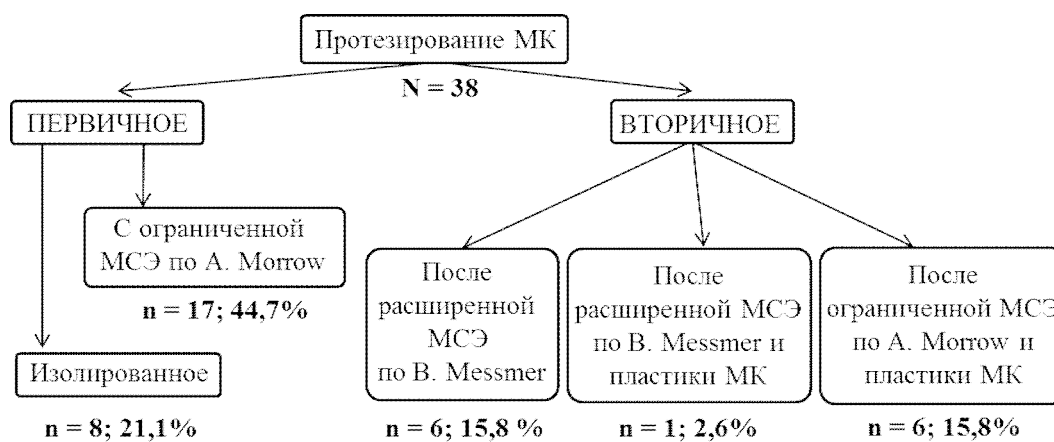 Протезирование МК
N = 38
ПЕРВИЧНОЕ
ВТОРИЧНОЕ
С ограниченной
МСЭ по A. Morrow
n = 17; 44,7%
Изолированное
n = 8; 21,1%
После
расширенной
МСЭ
по B. Messmer
n = 6; 15,8 %
После
расширенной МСЭ
по B. Messmer и
пластики МК
n = 1; 2,6%
После
ограниченной МСЭ
по A. Morrow и
пластики МК
n = 6; 15,8%